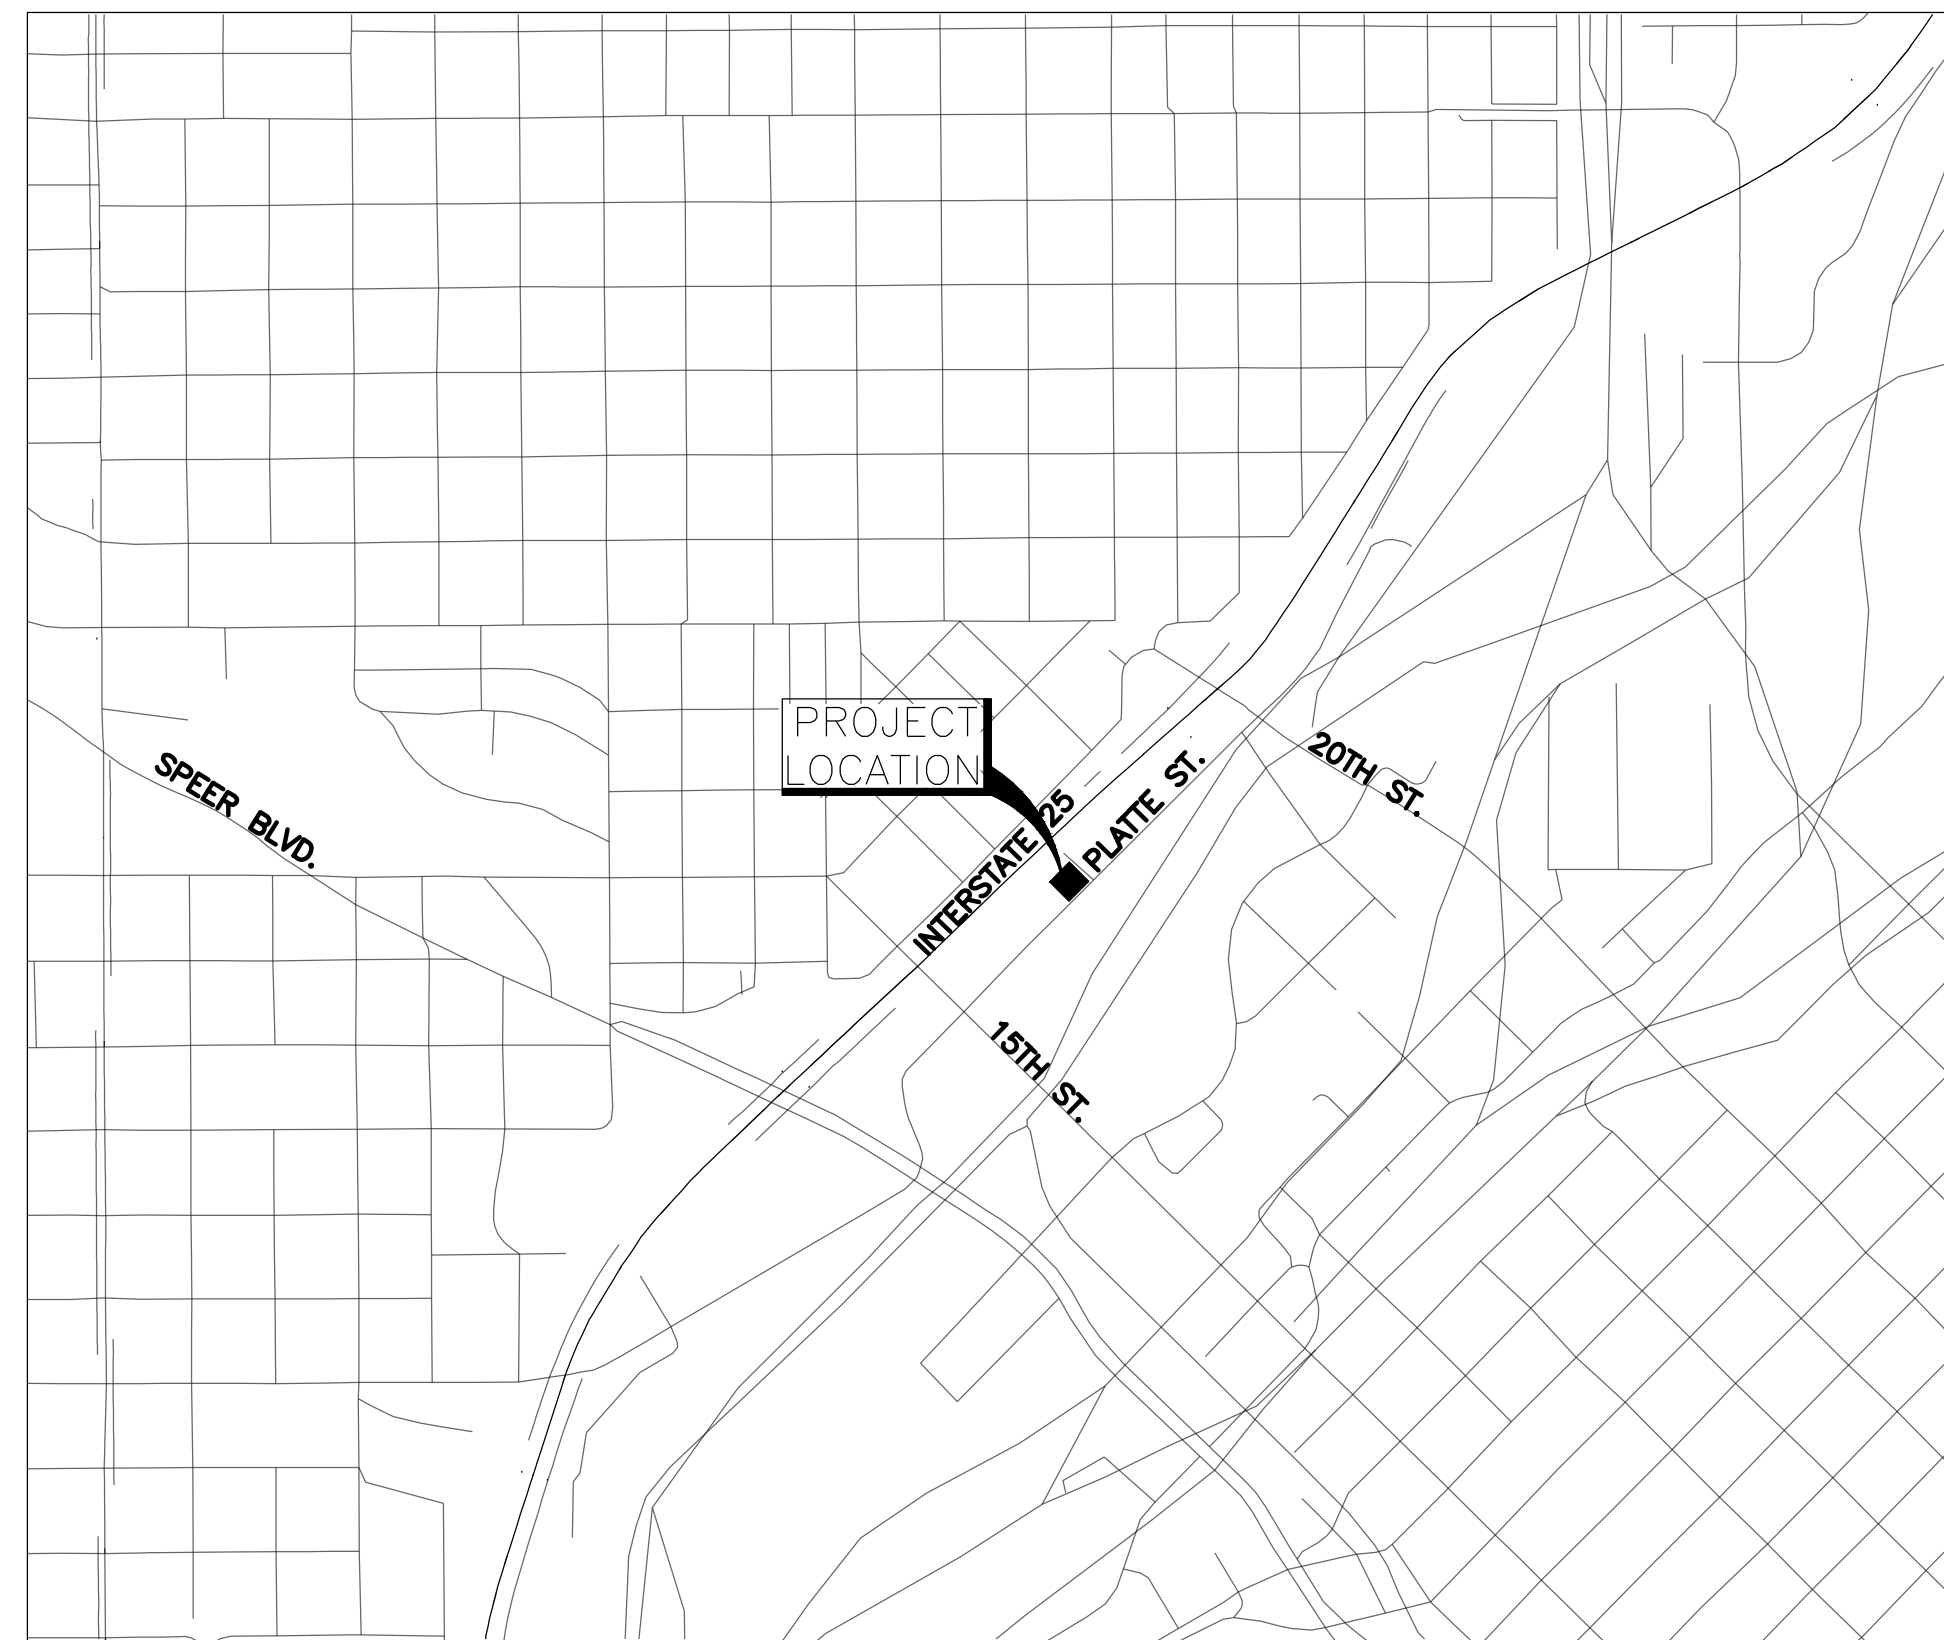 PROJECT
LOCATION
SPEER BLVD.
INTERSTATE 25
PLATTE ST.
20TH ST.
15TH ST.